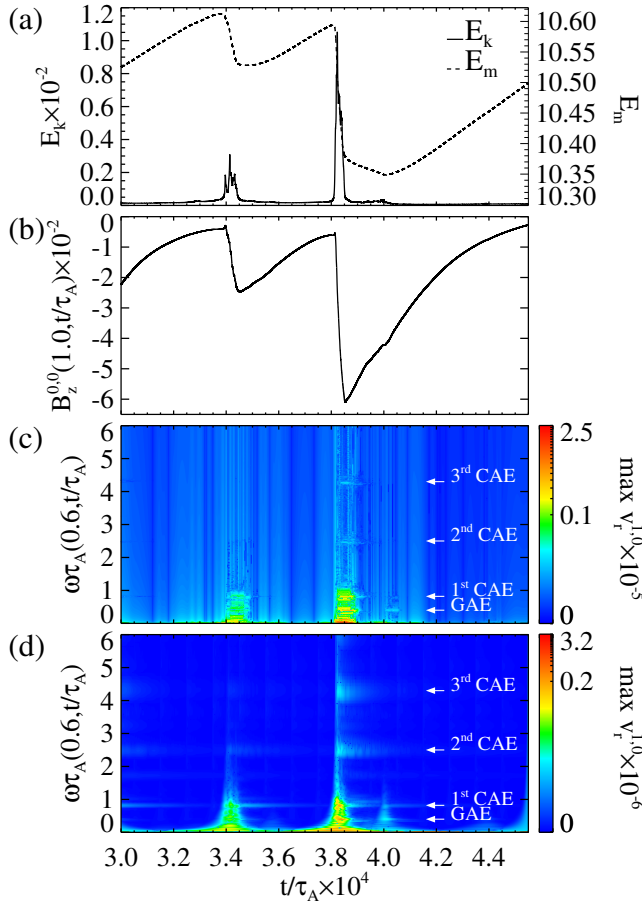 (a)
1.2
1.0
0.8
0.6
0.4
0.2
0.0
E_k×10^-2
E_k
E_m
10.60
10.55
10.50
10.45
10.40
10.35
10.30
E_m
(b)
0
-1
-2
-3
-4
-5
-6
B_z^0,0(1.0,t/τ_A)×10^-2
(c)
6
5
4
3
2
1
0
ωτ_A(0.6,t/τ_A)
3rd CAE
2nd CAE
1st CAE
GAE
2.5
0.1
0
max v_r^1,0×10^-5
(d)
6
5
4
3
2
1
0
ωτ_A(0.6,t/τ_A)
3rd CAE
2nd CAE
1st CAE
GAE
3.2
0.2
0
max v_r^1,0×10^-6
3.0 3.4 3.8 4.0 4.4
t/τ_A×10^4